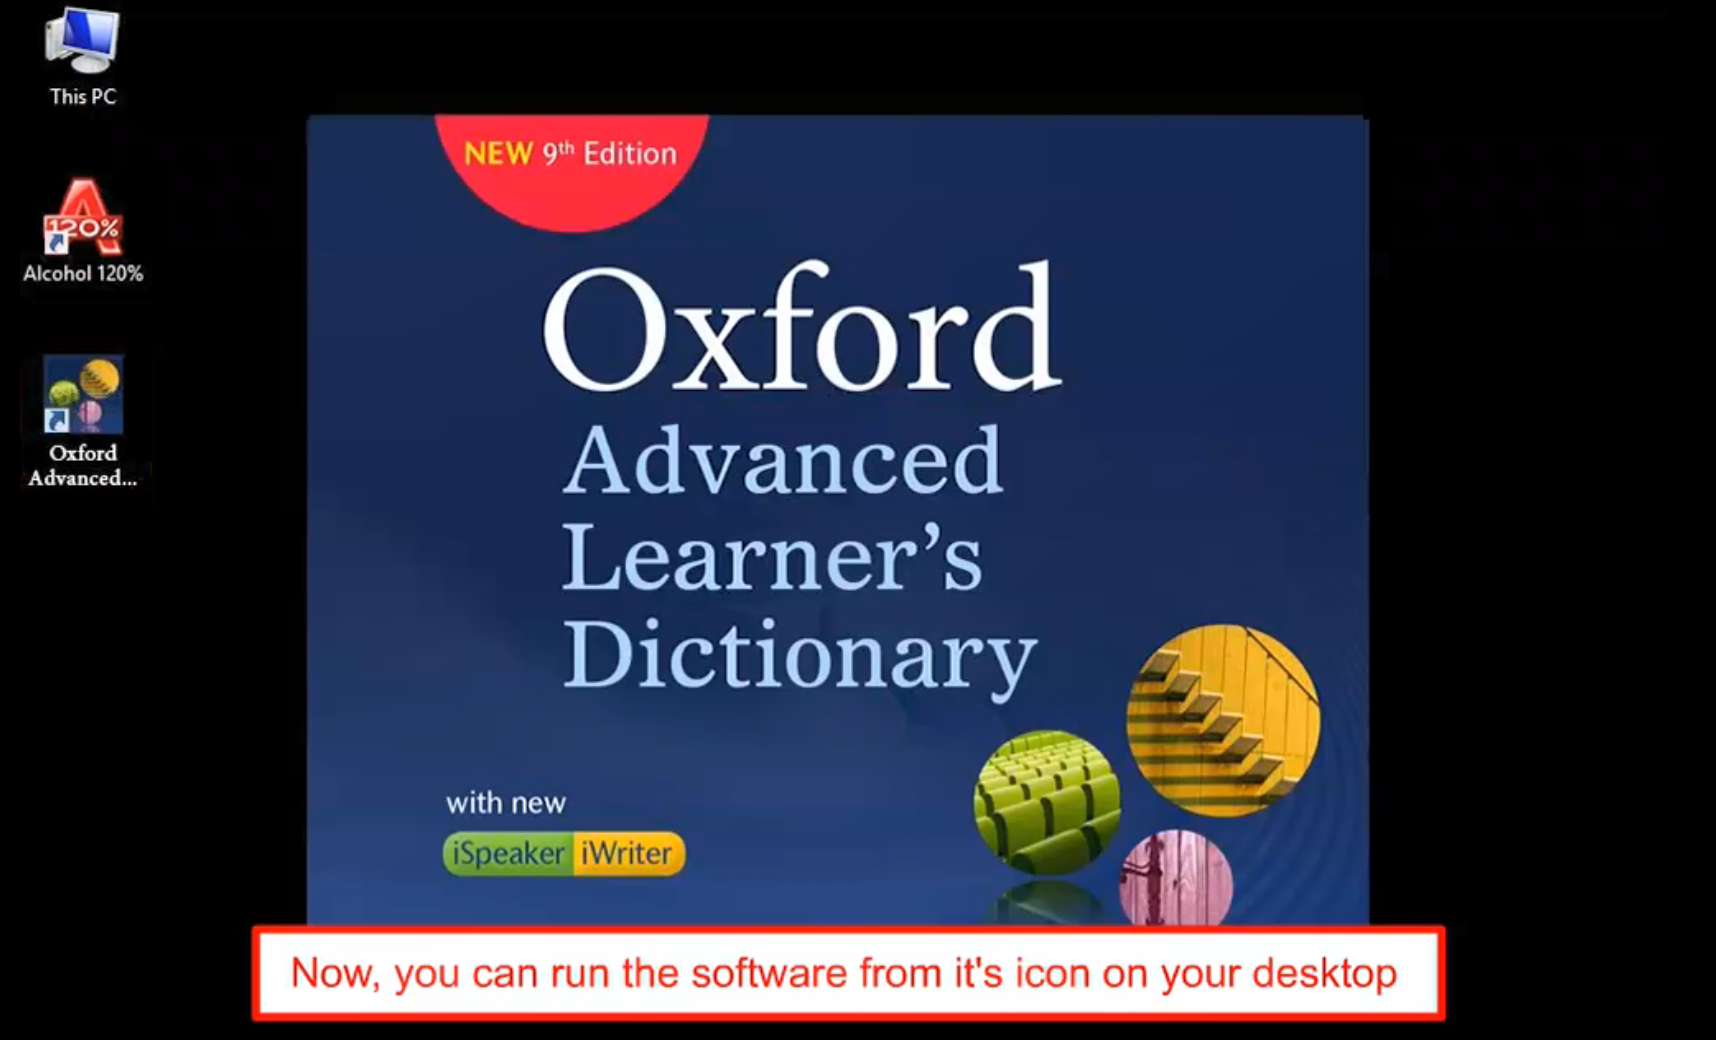 This PC
120%
Alcohol 120%
Oxford
Advanced...
NEW 9th Edition
Oxford
Advanced
Learner’s
Dictionary
with new
iSpeaker iWriter
Now, you can run the software from it's icon on your desktop